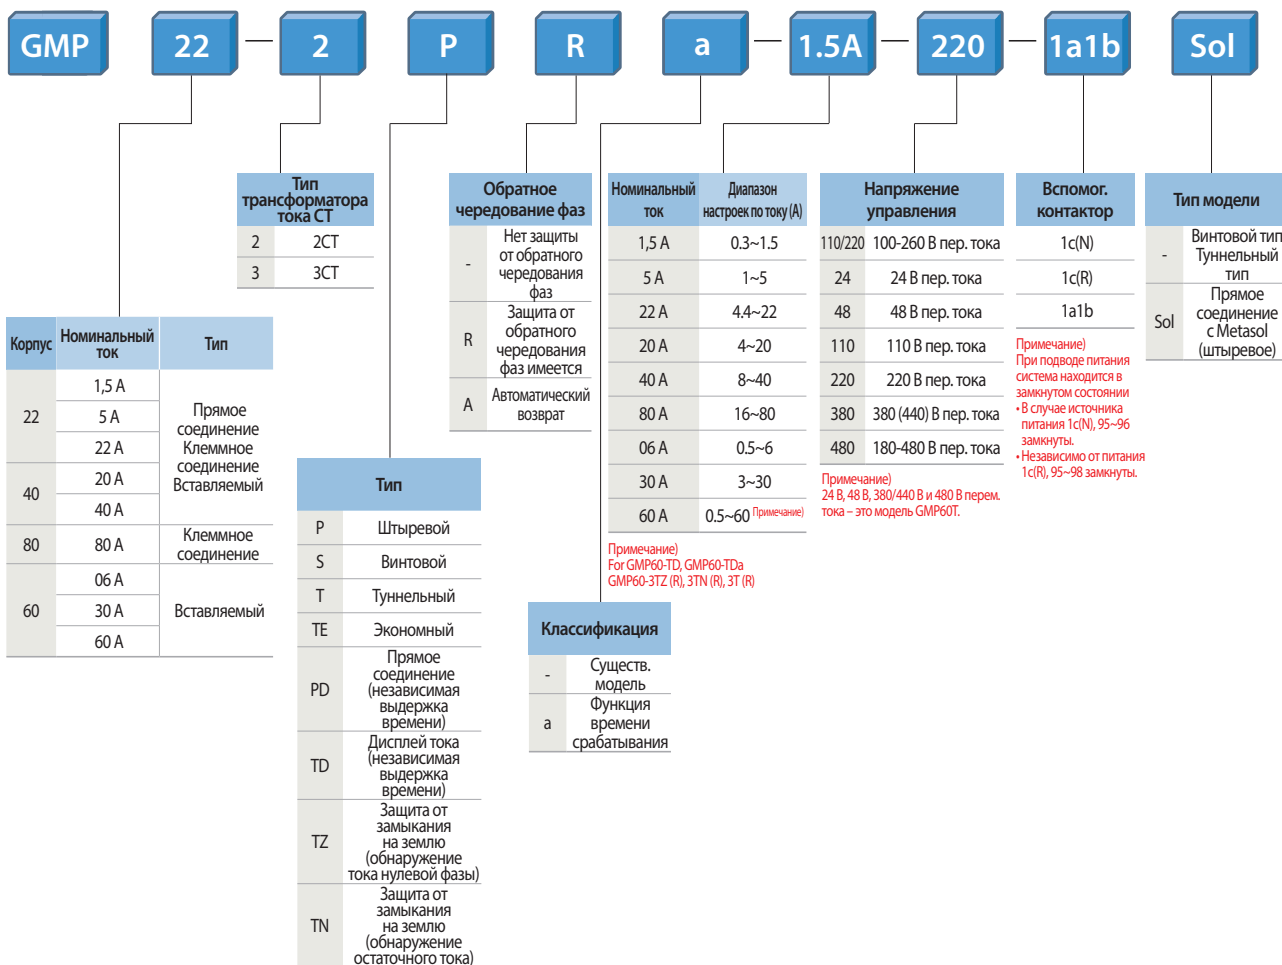 GMP 22 — 2 P R a — 1.5A — 220 — 1a1b Sol
Корпус Номинальный ток Тип
22 1,5 А
5 А
22 А
Прямое
соединение
Клеммное
соединение
Вставляемый
40 20 А
40 А
80 80 А Клеммное
соединение
60 06 А
30 А
60 А
Вставляемый
Тип
трансформатора
тока СТ
2 2СТ
3 3СТ
Тип
P Штыревой
S Винтовой
T Туннельный
TE Экономный
PD Прямое
соединение
(независимая
выдержка
времени)
TD Дисплей тока
(независимая
выдержка
времени)
TZ Защита от
замыкания
на землю
(обнаружение
тока нулевой фазы)
TN Защита от
замыкания
на землю
(обнаружение
остаточного тока)
Обратное
чередование фаз
- Нет защиты
от обратного
чередования
фаз
R Защита от
обратного
чередования
фаз имеется
A Автоматический
возврат
Классификация
- Существ.
модель
a Функция
времени
срабатывания
Номинальный ток Диапазон настроек по току (А)
1,5 А 0.3~1.5
5 А 1~5
22 А 4.4~22
20 А 4~20
40 А 8~40
80 А 16~80
06 А 0.5~6
30 А 3~30
60 А 0.5~60 Примечание)
Примечание)
For GMP60-TD, GMP60-TDa
GMP60-3TZ (R), 3TN (R), 3T (R)
Напряжение
управления
110/220 100-260 В пер. тока
24 24 В пер. тока
48 48 В пер. тока
110 110 В пер. тока
220 220 В пер. тока
380 380 (440) В пер. тока
480 180-480 В пер. тока
Примечание)
24 В, 48 В, 380/440 В и 480 В перем.
тока – это модель GMP60T.
Вспомог.
контактор
1c(N)
1c(R)
1a1b
Примечание)
При подводе питания
система находится в
замкнутом состоянии
• В случае источника
питания 1c(N), 95~96
замкнуты.
• Независимо от питания
1c(R), 95~98 замкнуты.
Тип модели
- Винтовой тип
Туннельный
тип
Sol Прямое
соединение
с Metasol
(штыревое)